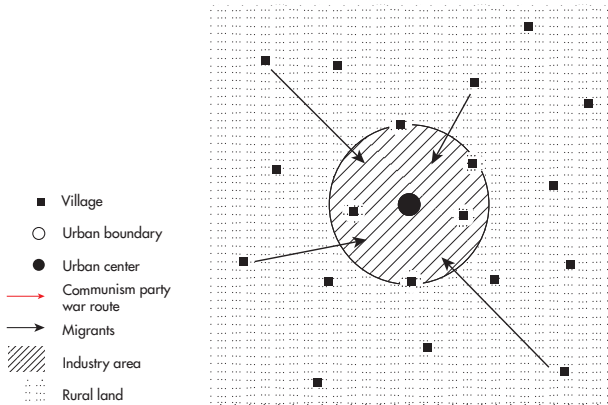 Village
Urban boundary
Urban center
Communism party
war route
Migrants
Industry area
Rural land